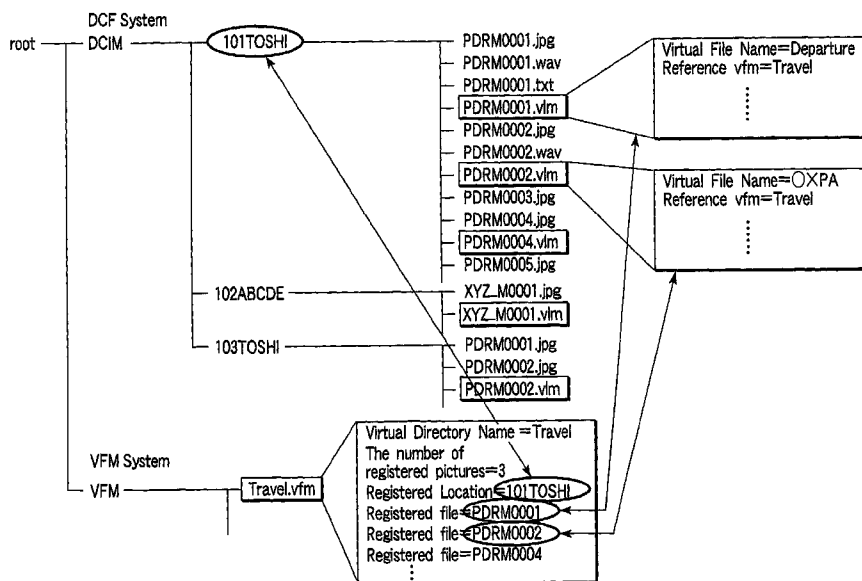 DCF System
root
DCIM
101TOSHI
PDRM0001.jpg
PDRM0001.wav
PDRM0001.txt
PDRM0001.vlm
PDRM0002.jpg
PDRM0002.wav
PDRM0002.vlm
PDRM0003.jpg
PDRM0004.jpg
PDRM0004.vlm
PDRM0005.jpg
Virtual File Name=Departure
Reference vfm=Travel
Virtual File Name=○XPA
Reference vfm=Travel
102ABCDE
XYZ_M0001.jpg
XYZ_M0001.vlm
103TOSHI
PDRM0001.jpg
PDRM0002.jpg
PDRM0002.vlm
VFM System
VFM
Travel.vfm
Virtual Directory Name =Travel
The number of
registered pictures=3
Registered Location=101TOSHI
Registered file=PDRM0001
Registered file=PDRM0002
Registered file=PDRM0004